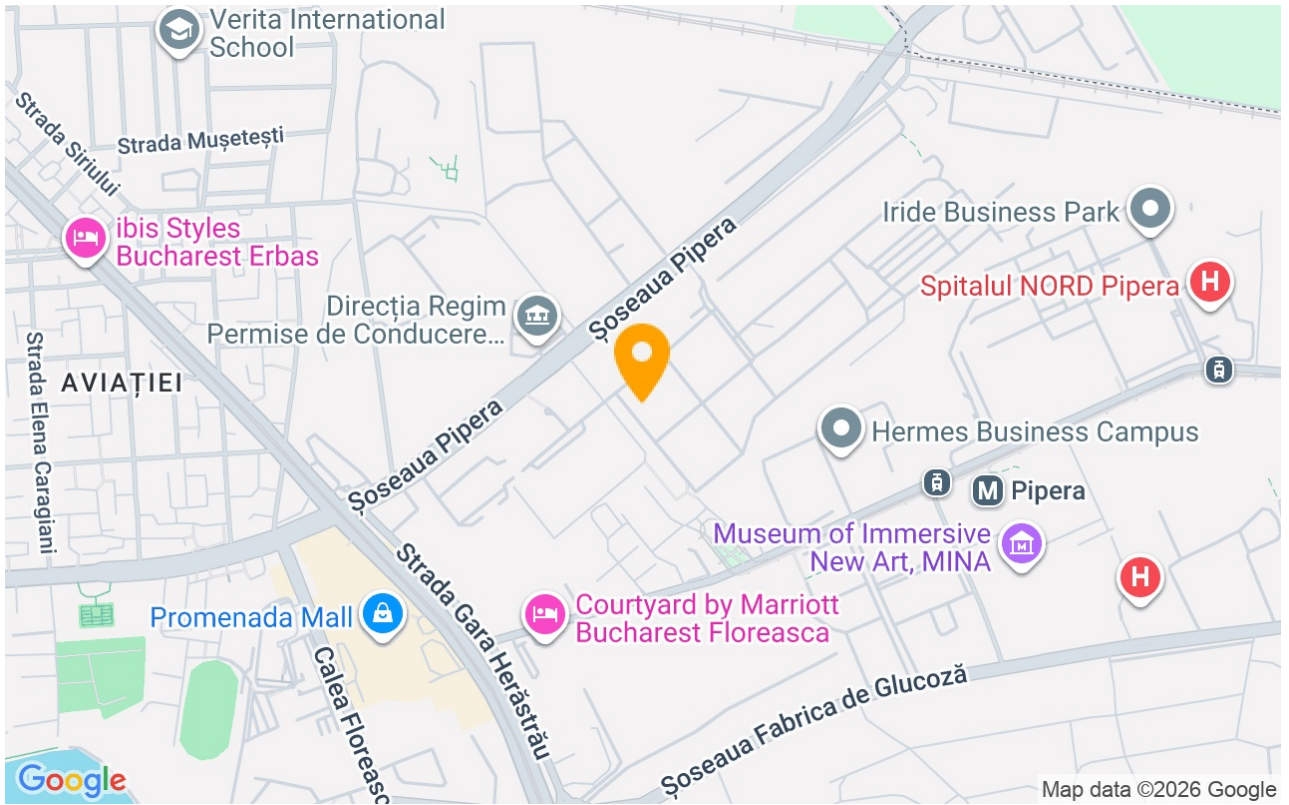 Verita International
School
Strada Siriului
Strada Mușetești
ibis Styles
Bucharest Erbas
Iride Business Park
Spitalul NORD Pipera
Șoseaua Pipera
Direcția Regim
Permise de Conducere...
Strada Elena Caragiani
AVIAȚIEI
Șoseaua Pipera
Hermes Business Campus
M Pipera
Museum of Immersive
New Art, MINA
H
H
Strada Gara Herăstrău
Promenada Mall
Courtyard by Marriott
Bucharest Floreasca
Calea Floreasc
Șoseaua Fabrica de Glucoză
Google
Map data ©2026 Google